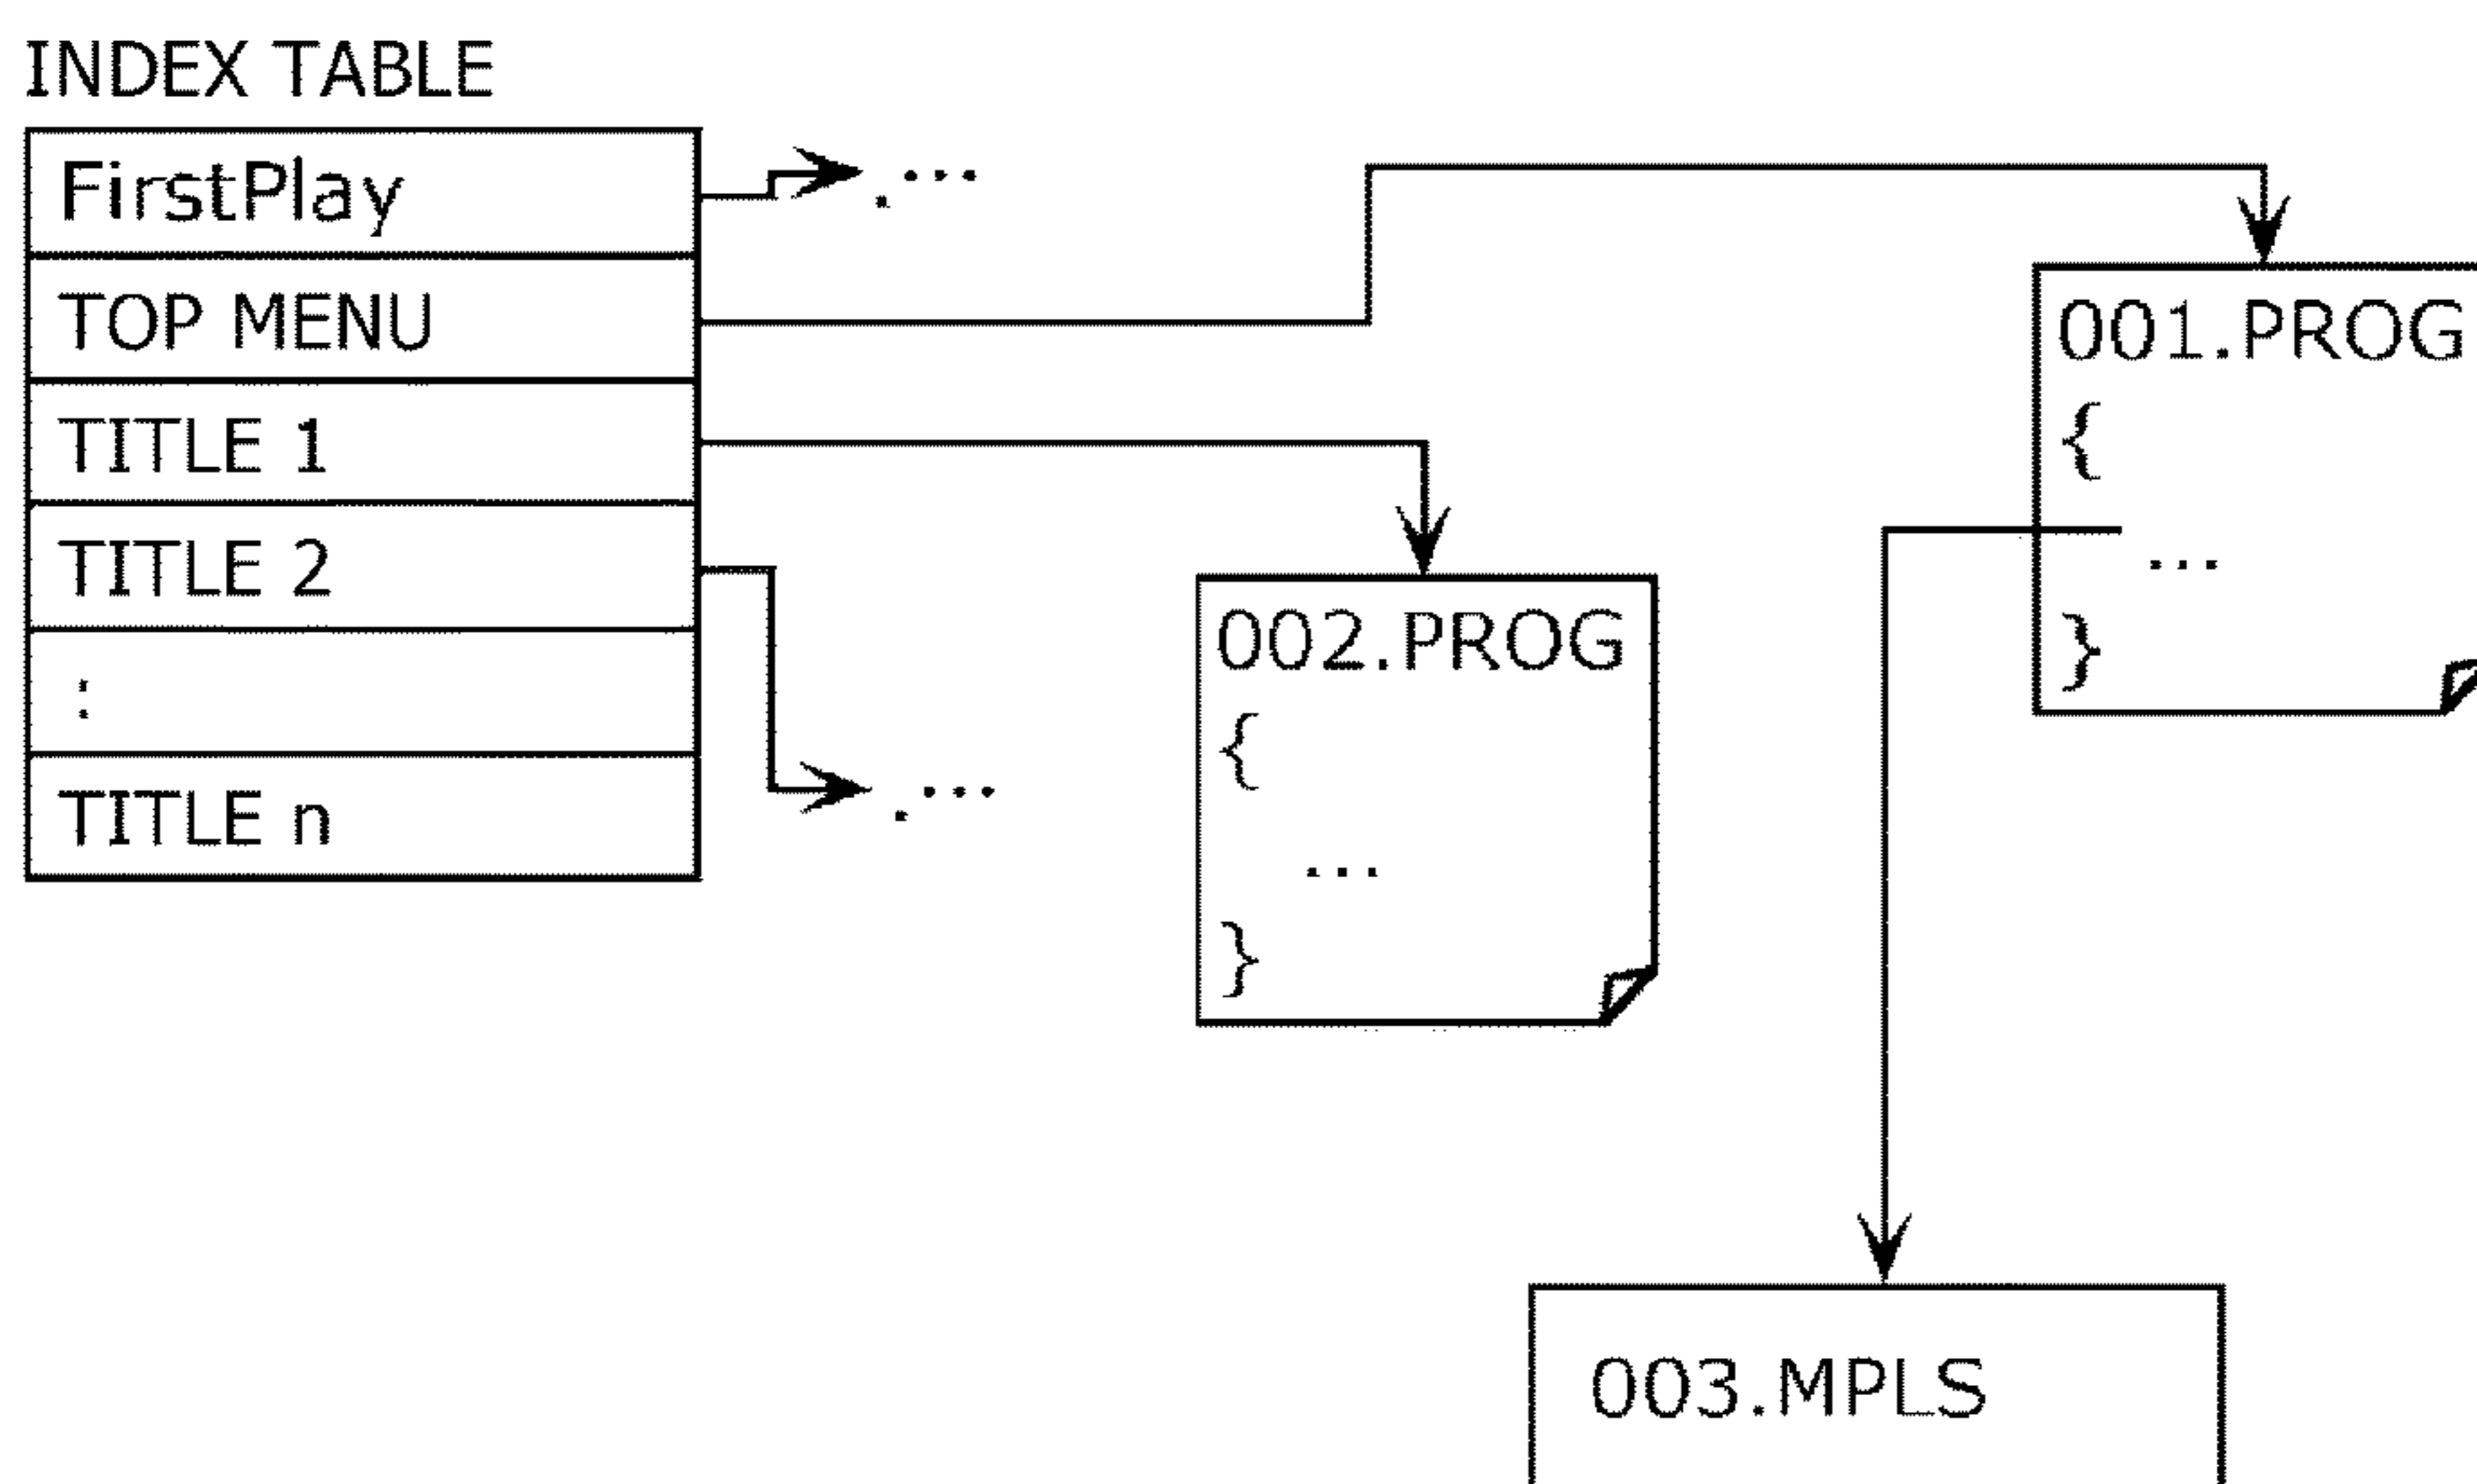 INDEX TABLE
FirstPlay
TOP MENU
TITLE 1
TITLE 2
:
TITLE n
...
...
001.PROG
{
...
}
002.PROG
{
...
}
003.MPLS